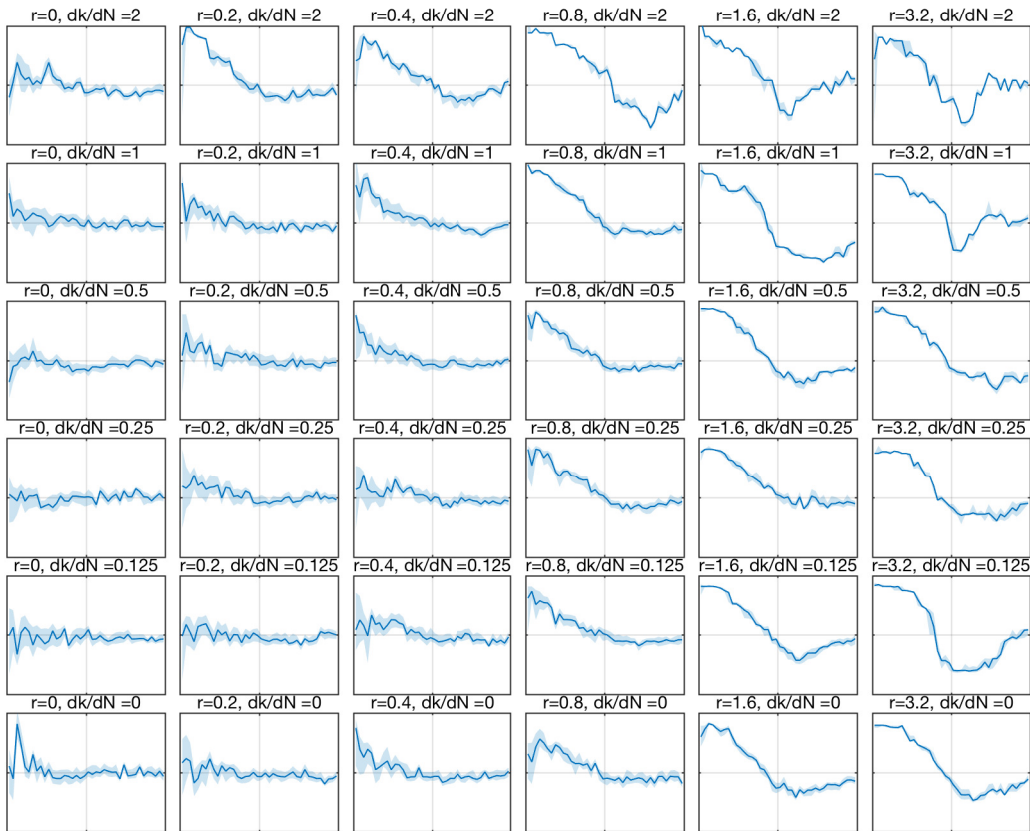 r=0, dk/dN =2
r=0.2, dk/dN =2
r=0.4, dk/dN =2
r=0.8, dk/dN =2
r=1.6, dk/dN =2
r=3.2, dk/dN =2
r=0, dk/dN =1
r=0.2, dk/dN =1
r=0.4, dk/dN =1
r=0.8, dk/dN =1
r=1.6, dk/dN =1
r=3.2, dk/dN =1
r=0, dk/dN =0.5
r=0.2, dk/dN =0.5
r=0.4, dk/dN =0.5
r=0.8, dk/dN =0.5
r=1.6, dk/dN =0.5
r=3.2, dk/dN =0.5
r=0, dk/dN =0.25
r=0.2, dk/dN =0.25
r=0.4, dk/dN =0.25
r=0.8, dk/dN =0.25
r=1.6, dk/dN =0.25
r=3.2, dk/dN =0.25
r=0, dk/dN =0.125
r=0.2, dk/dN =0.125
r=0.4, dk/dN =0.125
r=0.8, dk/dN =0.125
r=1.6, dk/dN =0.125
r=3.2, dk/dN =0.125
r=0, dk/dN =0
r=0.2, dk/dN =0
r=0.4, dk/dN =0
r=0.8, dk/dN =0
r=1.6, dk/dN =0
r=3.2, dk/dN =0